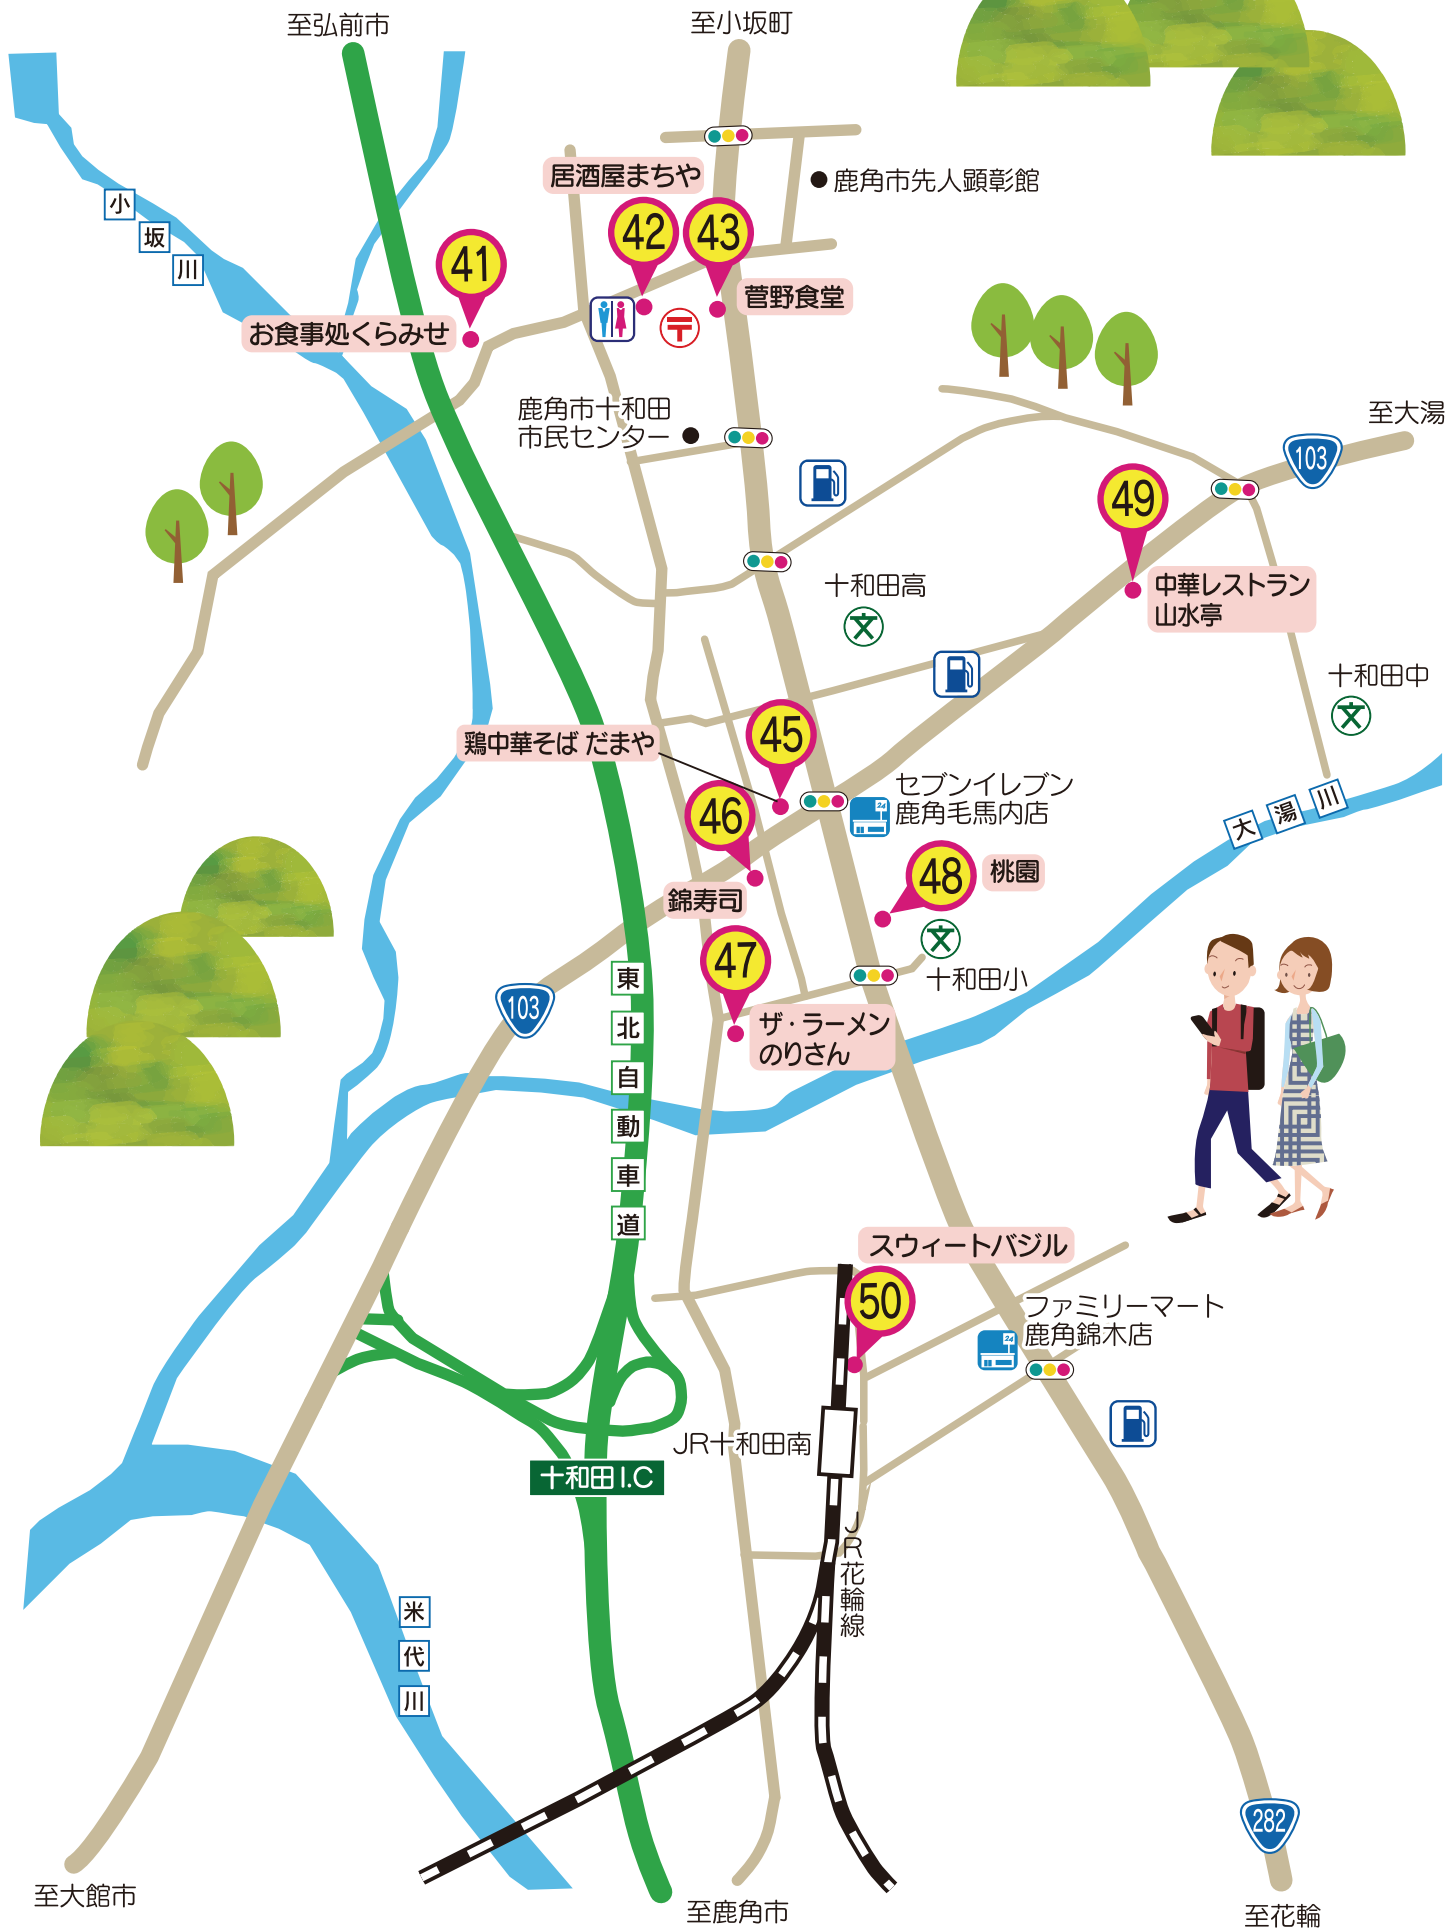 至弘前市
至小坂町
居酒屋まちや
鹿角市先人顕彰館
小坂川
42
43
41
菅野食堂
お食事処くらみせ
〒
鹿角市十和田
市民センター
至大湯
103
49
十和田高
文
中華レストラン
山水亭
十和田中
文
鶏中華そば だまや
45
セブンイレブン
鹿角毛馬内店
24
46
大湯川
48
桃園
錦寿司
文
十和田小
47
103
ザ・ラーメン
のりさん
東北自動車道
スウィートバジル
50
ファミリーマート
鹿角錦木店
24
JR十和田南
十和田I.C
JR花輪線
米代川
282
至大館市
至鹿角市
至花輪